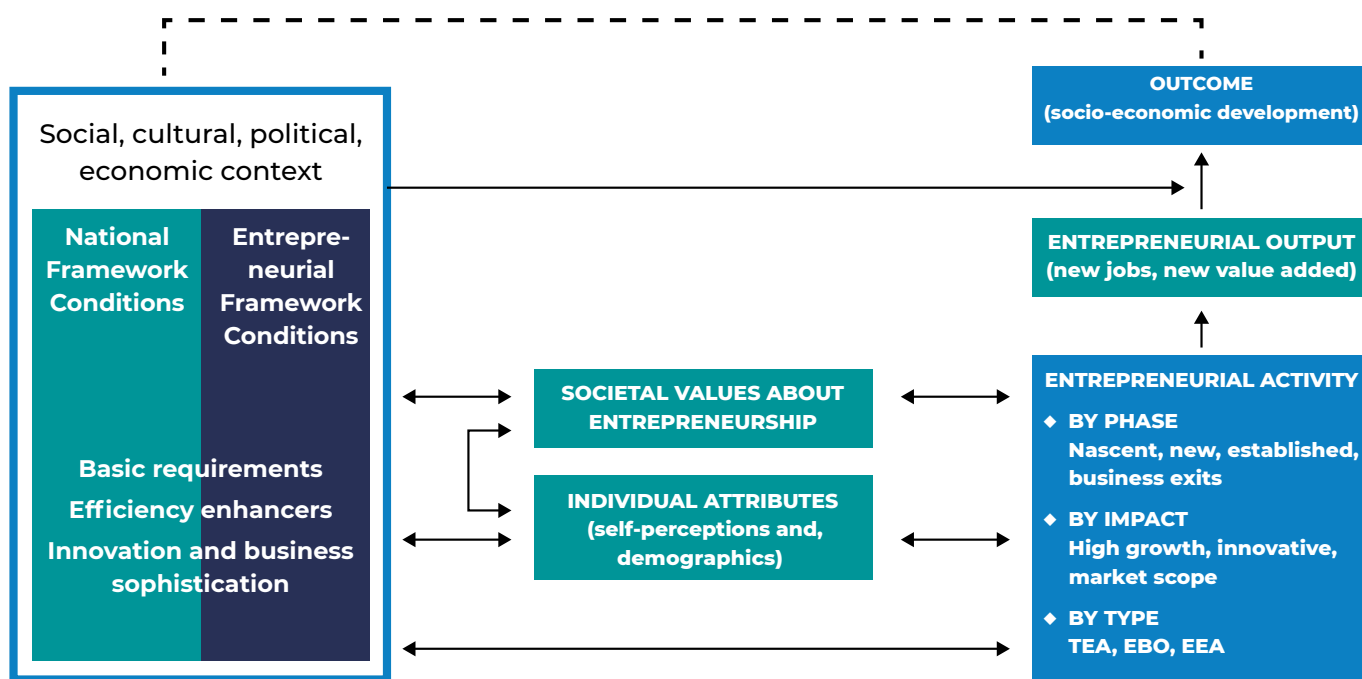 Social, cultural, political,
economic context
National
Framework
Conditions
Entrepre-
neurial
Framework
Conditions
Basic requirements
Efficiency enhancers
Innovation and business
sophistication
SOCIETAL VALUES ABOUT
ENTREPRENEURSHIP
INDIVIDUAL ATTRIBUTES
(self-perceptions and,
demographics)
OUTCOME
(socio-economic development)
ENTREPRENEURIAL OUTPUT
(new jobs, new value added)
ENTREPRENEURIAL ACTIVITY
◆ BY PHASE
Nascent, new, established,
business exits
◆ BY IMPACT
High growth, innovative,
market scope
◆ BY TYPE
TEA, EBO, EEA